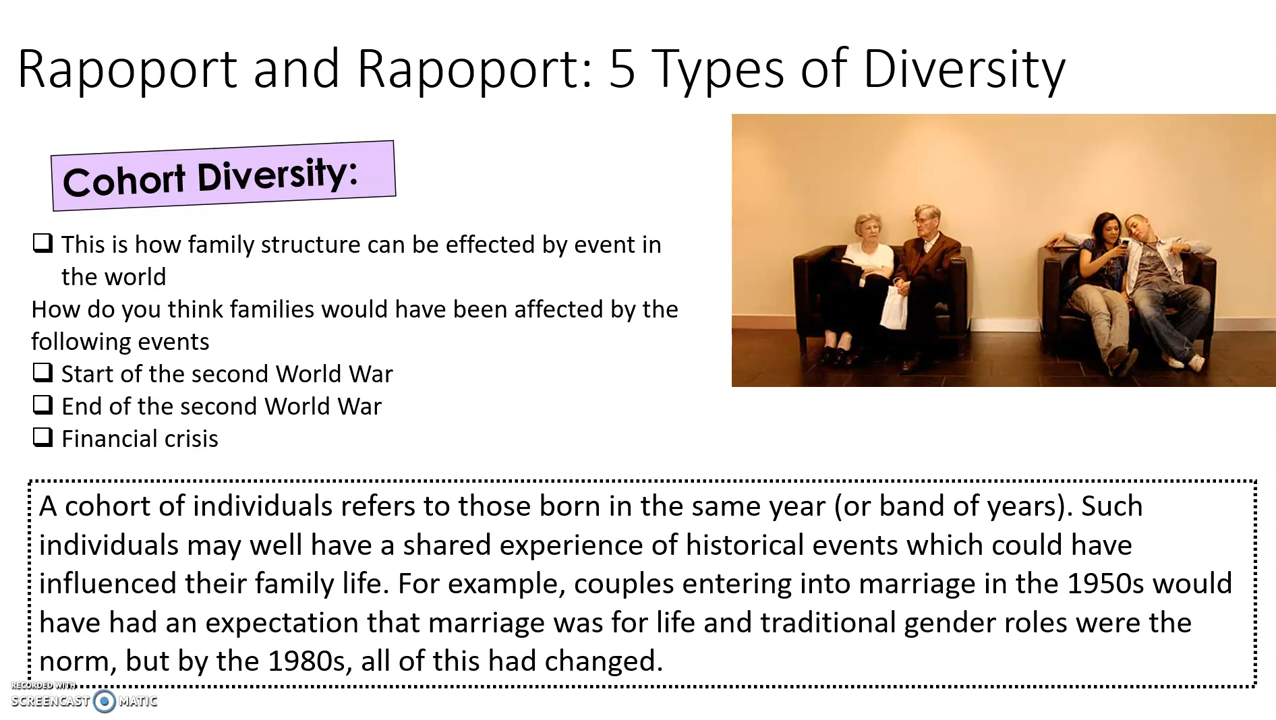 Rapoport and Rapoport: 5 Types of Diversity
Cohort Diversity:
This is how family structure can be effected by event in
the world
How do you think families would have been affected by the
following events
Start of the second World War
End of the second World War
Financial crisis
A cohort of individuals refers to those born in the same year (or band of years). Such
individuals may well have a shared experience of historical events which could have
influenced their family life. For example, couples entering into marriage in the 1950s would
have had an expectation that marriage was for life and traditional gender roles were the
norm, but by the 1980s, all of this had changed.
RECORDED WITH
SCREENCAST MATIC